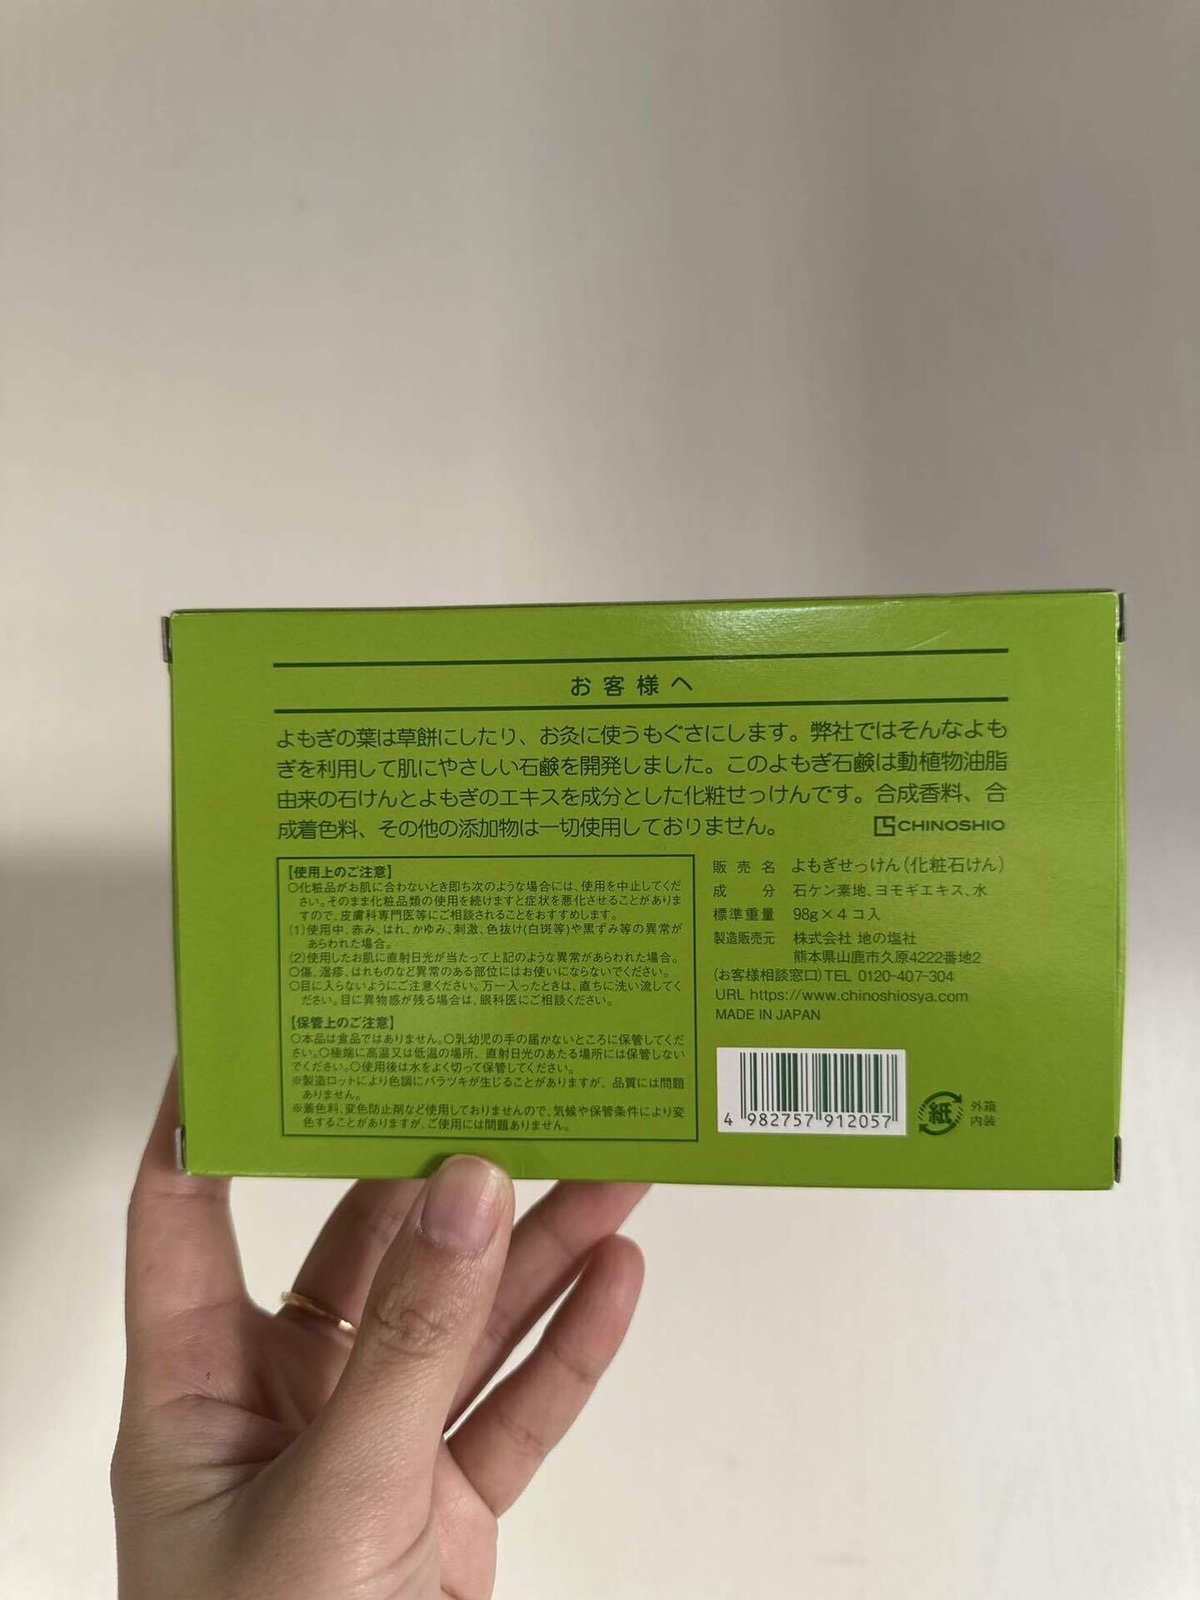 お客様へ
よもぎの葉は草餅にしたり、お灸に使うもぐさにします。弊社ではそんなよも
ぎを利用して肌にやさしい石鹸を開発しました。このよもぎ石鹸は動植物油脂
由来の石けんとよもぎのエキスを成分とした化粧せっけんです。合成香料、合
成着色料、その他の添加物は一切使用しておりません。
CHINOSHIO
【使用上のご注意】
○化粧品がお肌に合わないとき即ち次のような場合には、使用を中止してくだ
さい。そのまま化粧品類の使用を続けますと症状を悪化させることがありま
すので、皮膚科専門医等にご相談されることをおすすめします。
(1)使用中、赤み、はれ、かゆみ、刺激、色抜け(白斑等)や黒ずみ等の異常が
あらわれた場合。
(2)使用したお肌に直射日光が当たって上記のような異常があらわれた場合。
○傷、湿疹、はれものなど異常のある部位にはお使いにならないでください。
○目に入らないようにご注意ください。万一入ったときは、直ちに洗い流してく
ださい。目に異物感が残る場合は、眼科医にご相談ください。
【保管上のご注意】
○本品は食品ではありません。○乳幼児の手の届かないところに保管してくだ
さい。○極端に高温又は低温の場所、直射日光のあたる場所には保管しない
でください。○使用後は水をよく切って保管してください。
※製造ロットにより色調にバラツキが生じることがありますが、品質には問題
ありません。
※着色料、変色防止剤など使用しておりませんので、気候や保管条件により変
色することがありますが、ご使用には問題ありません。
販売名 よもぎせっけん(化粧石けん)
成分 石ケン素地、ヨモギエキス、水
標準重量 98g×4コ入
製造販売元 株式会社 地の塩社
熊本県山鹿市久原4222番地2
(お客様相談窓口)TEL 0120-407-304
URL https://www.chinoshiosya.com
MADE IN JAPAN
4 982757 912057
紙
外箱
内装